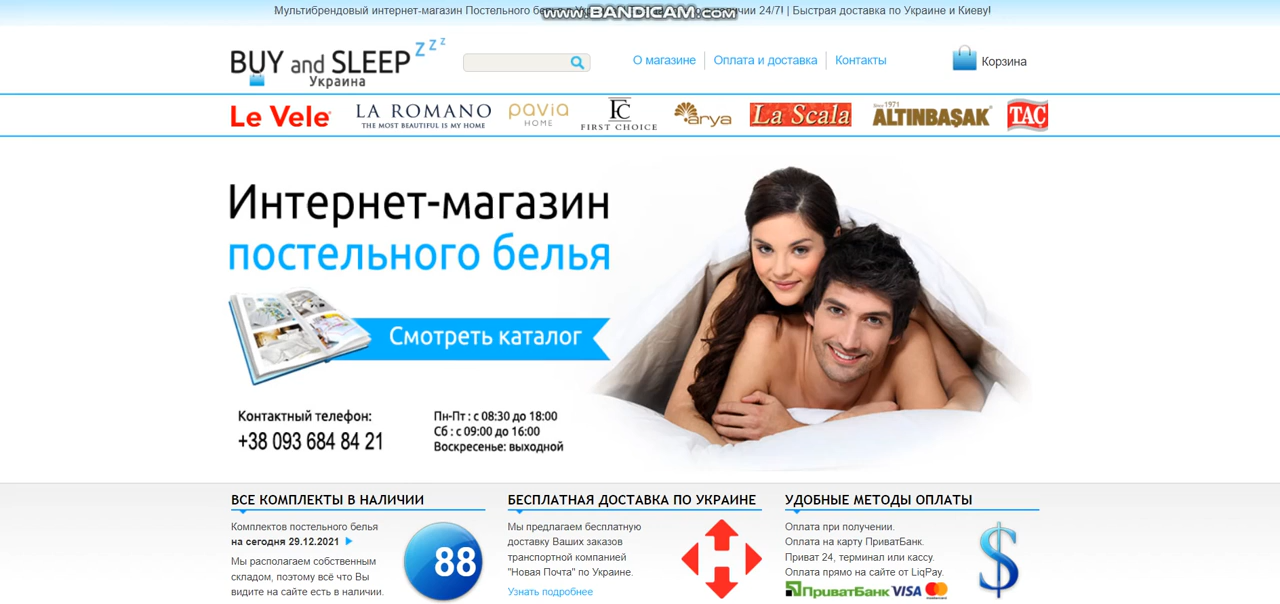 Мультибрендовый интернет-магазин Постельного 24/7! | Быстрая доставка по Украине и Киеву!
www.BANDICAM.com
BUY and SLEEP z z z
Украина
О магазине
Оплата и доставка
Контакты
Корзина
Le Vele
LA ROMANO
THE MOST BEAUTIFUL IS MY HOME
pavia
HOME
FC
FIRST CHOICE
arya
La Scala
Since 1971
ALTINBAŞAK
TAÇ
Интернет-магазин
постельного белья
Смотреть каталог
Контактный телефон:
+38 093 684 84 21
Пн-Пт : с 08:30 до 18:00
Сб : с 09:00 до 16:00
Воскресенье: выходной
ВСЕ КОМПЛЕКТЫ В НАЛИЧИИ
Комплектов постельного белья
на сегодня 29.12.2021
Мы располагаем собственным
складом, поэтому всё что Вы
видите на сайте есть в наличии.
88
БЕСПЛАТНАЯ ДОСТАВКА ПО УКРАИНЕ
Мы предлагаем бесплатную
доставку Ваших заказов
транспортной компанией
"Новая Почта" по Украине.
Узнать подробнее
УДОБНЫЕ МЕТОДЫ ОПЛАТЫ
Оплата при получении.
Оплата на карту ПриватБанк.
Приват 24, терминал или кассу.
Оплата прямо на сайте от LiqPay.
ПриватБанк VISA
$